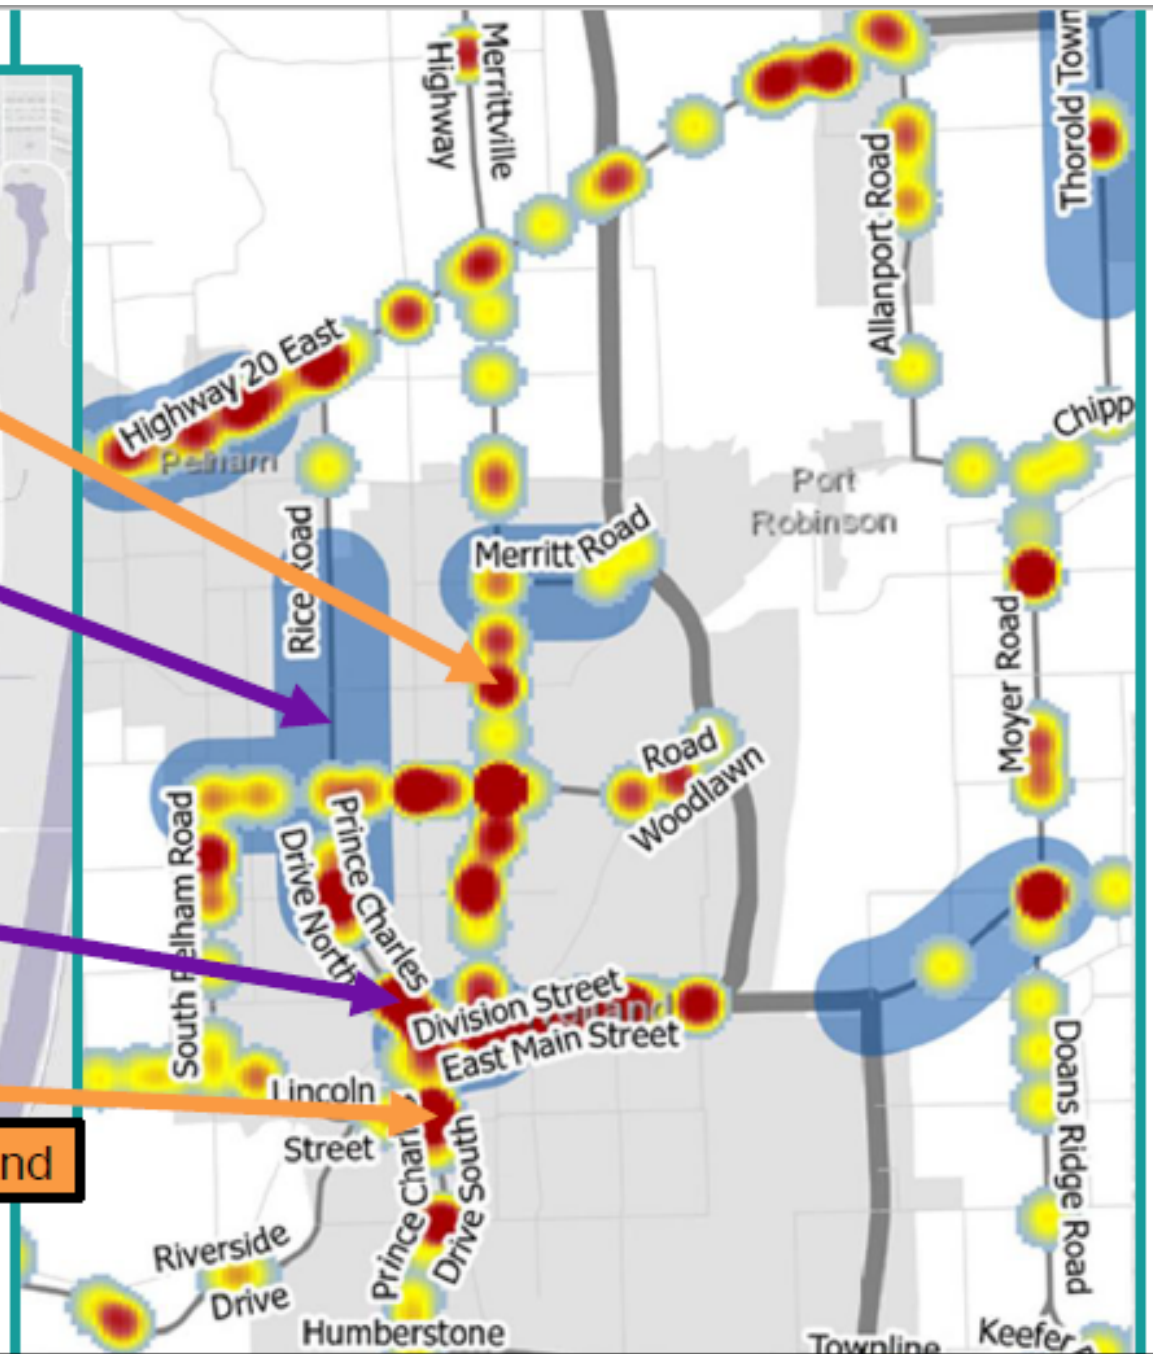 Merrittville
Highway
Thorold Town
Allanport Road
Highway 20 East
Pelham
Chipp
Port
Robinson
Rice Road
Merritt Road
Moyer Road
Road
Woodlawn
South Pelham Road
Prince Charles
Drive North
Division Street
East Main Street
Lincoln
Street
Prince Charles
Drive South
Doans Ridge Road
nd
Riverside
Drive
Humberstone
Townline
Keefer